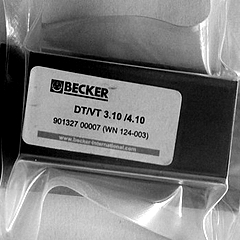 BECKER
DT/VT 3.10 /4.10
901327 00007 (WN 124-003)
www.becker-international.com